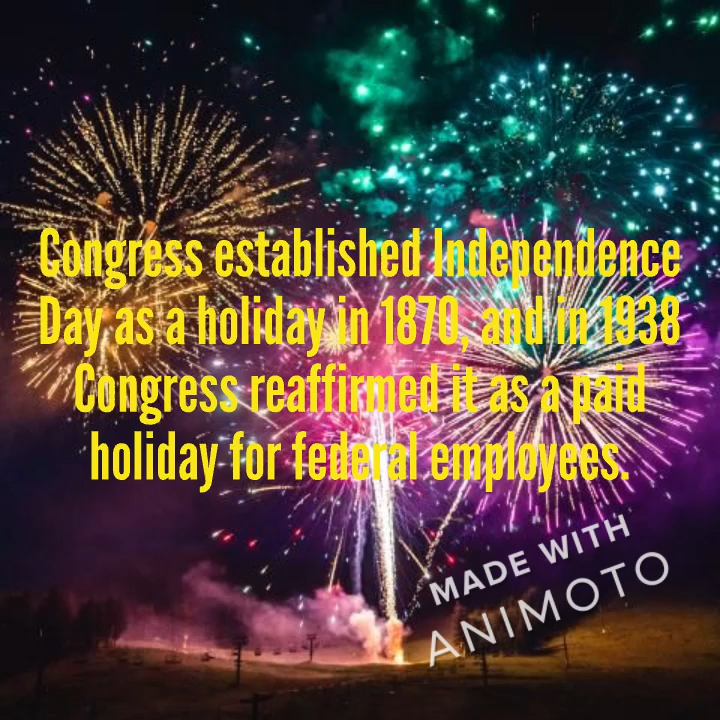 Congress established Independence
Day as a holiday in 1870, and in 1938
Congress reaffirmed it as a paid
holiday for federal employees.
MADE WITH
ANIMOTO